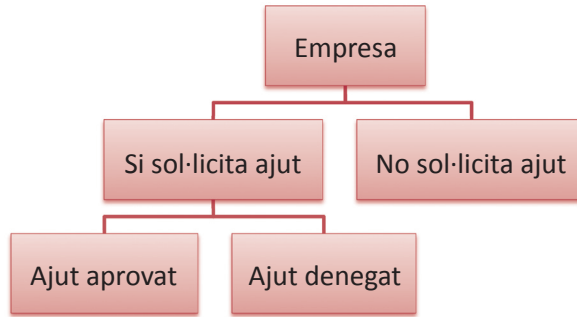 Empresa
Si sol·licita ajut
No sol·licita ajut
Ajut aprovat
Ajut denegat